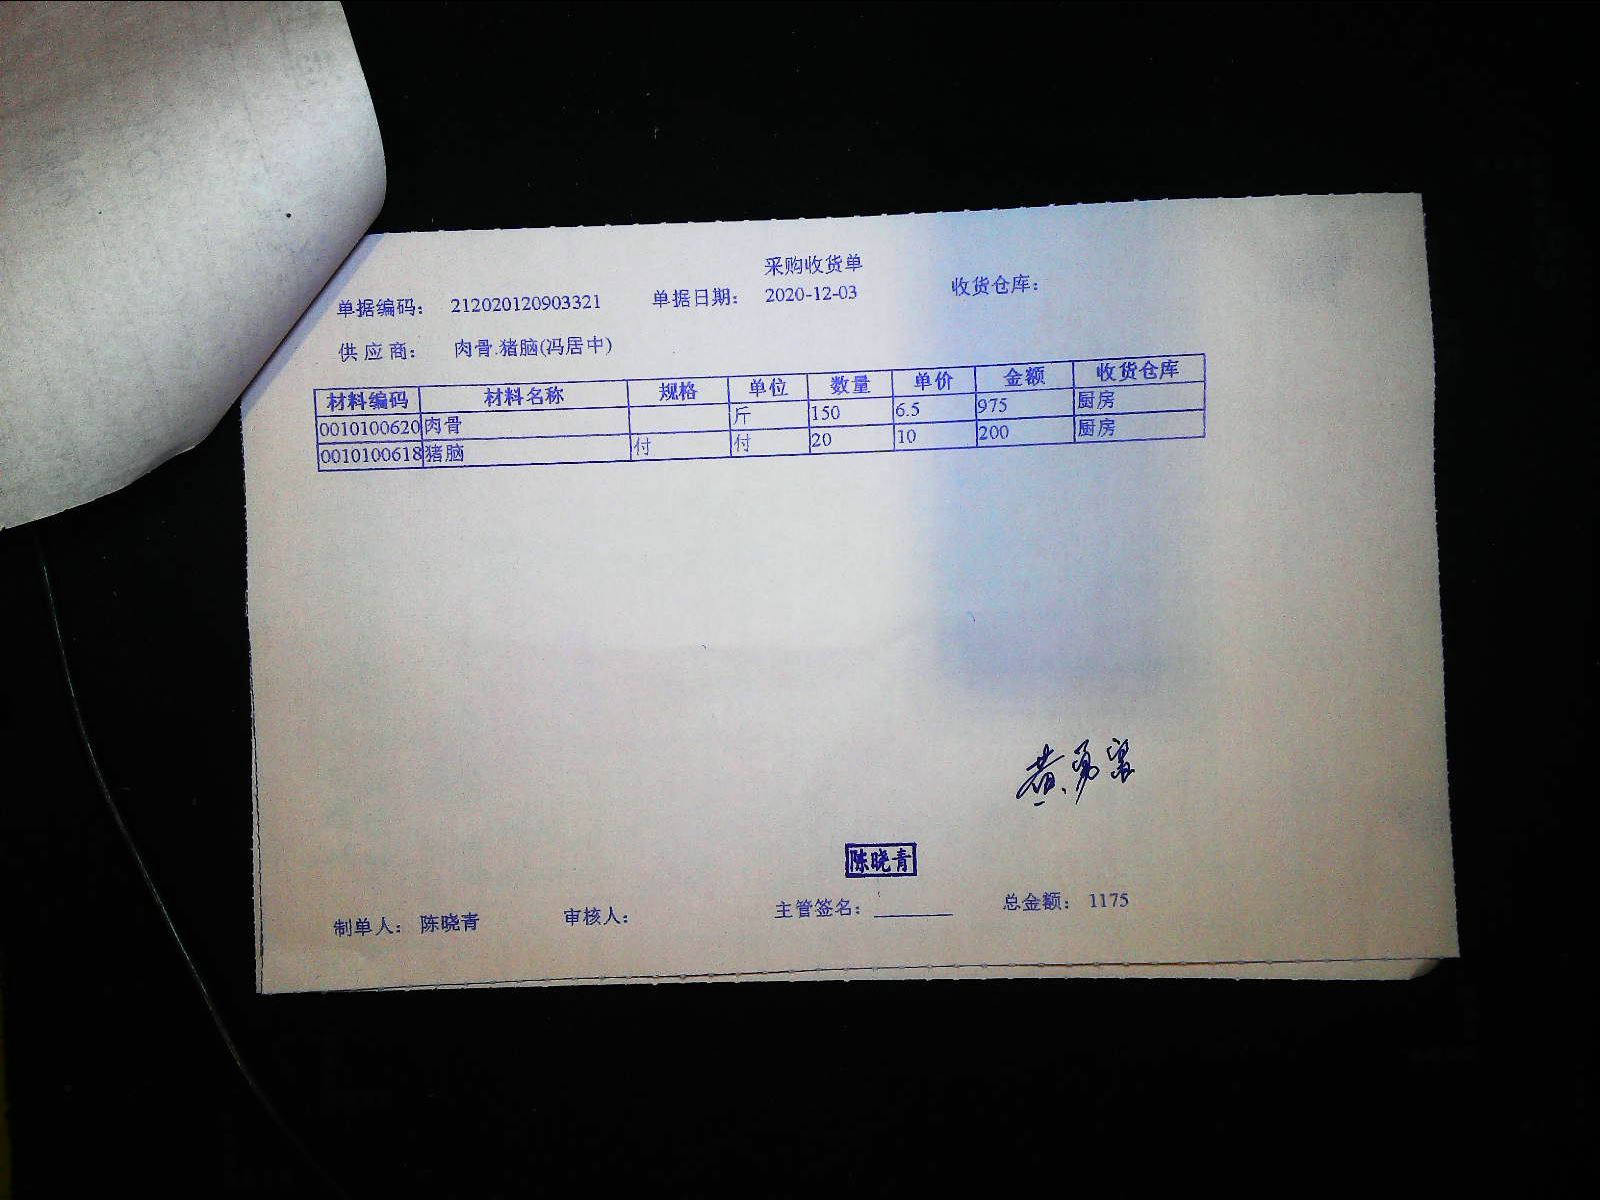 采购收货单
单据编码： 212020120903321 单据日期： 2020-12-03 收货仓库：
供 应 商： 肉骨.猪脑(冯居中)
材料编码 材料名称 规格 单位 数量 单价 金额 收货仓库
0010100620 肉骨 斤 150 6.5 975 厨房
0010100618 猪脑 付 付 20 10 200 厨房
陈晓青
制单人： 陈晓青 审核人： 主管签名：________ 总金额： 1175